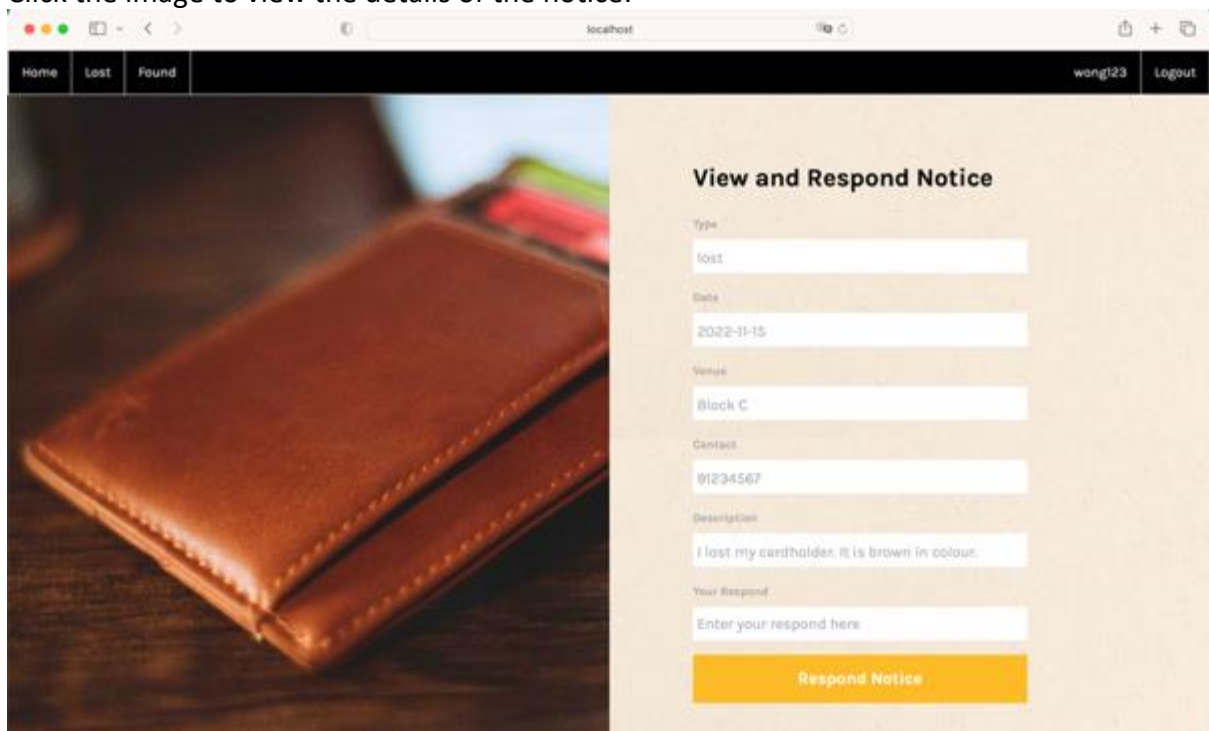 Click the image to view the details of the notice.
localhost
Home Lost Found wong123 Logout
View and Respond Notice
Type
lost
Date
2022-11-15
Venue
Block C
Contact
91234567
Description
I lost my cardholder. It is brown in colour.
Your Respond
Enter your respond here
Respond Notice